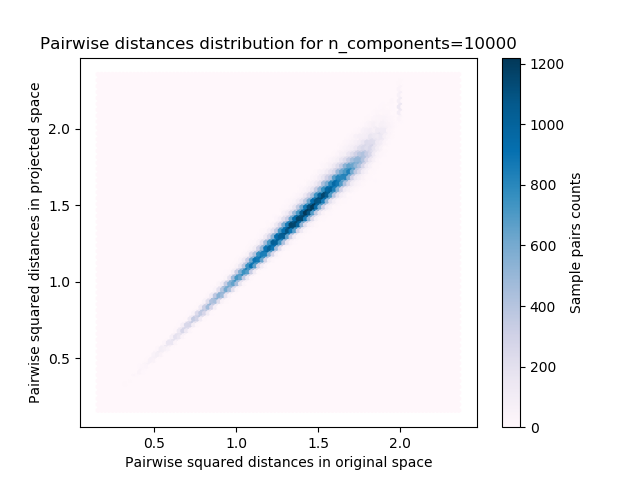 Pairwise distances distribution for n_components=10000
Pairwise squared distances in projected space
2.0
1.5
1.0
0.5
0.5 1.0 1.5 2.0
Pairwise squared distances in original space
1200
1000
800
600
400
200
0
Sample pairs counts